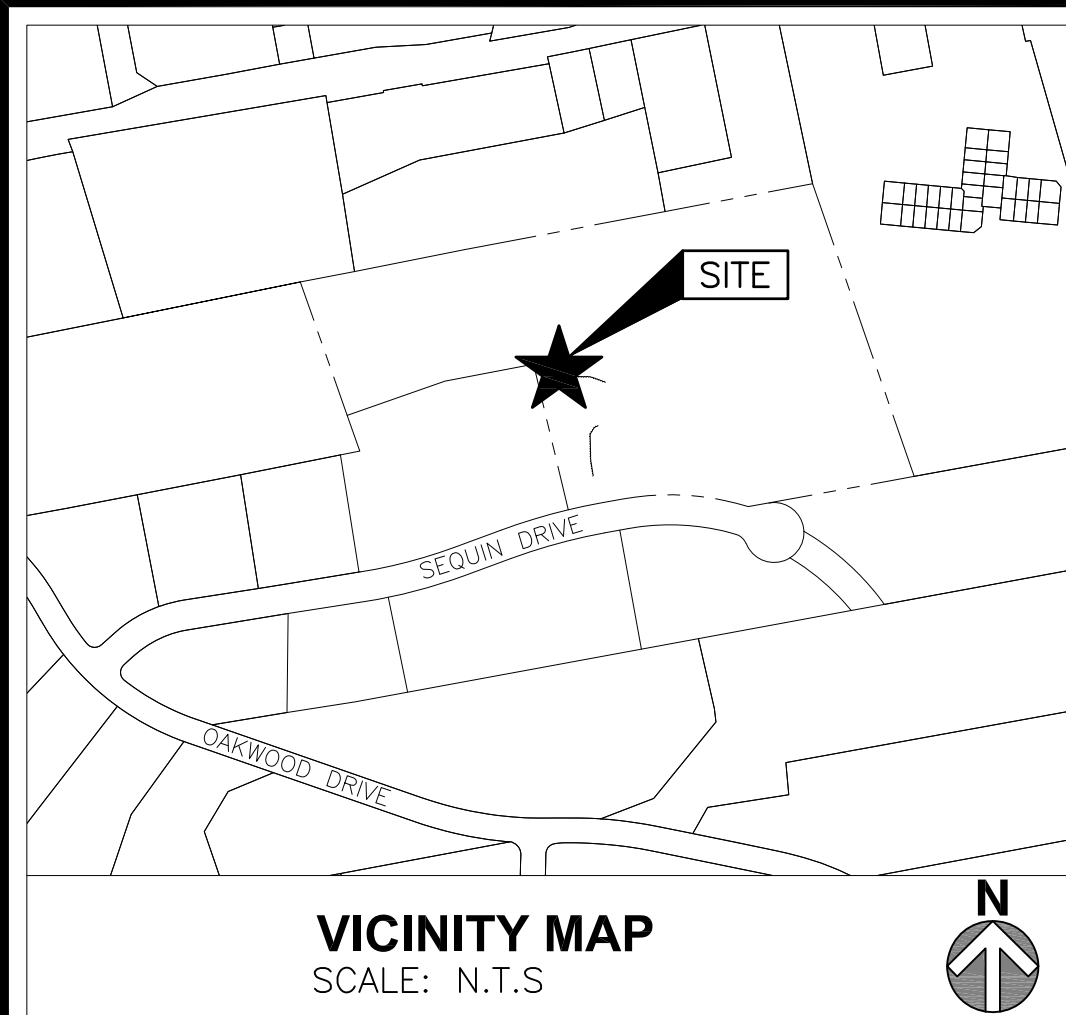 SITE
SEQUIN DRIVE
OAKWOOD DRIVE
VICINITY MAP
SCALE: N.T.S
N